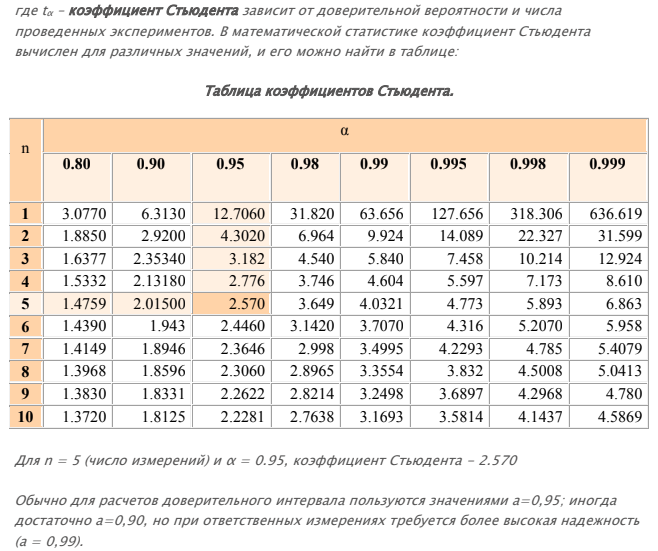 где tα – коэффициент Стьюдента зависит от доверительной вероятности и числа
проведенных экспериментов. В математической статистике коэффициент Стьюдента
вычислен для различных значений, и его можно найти в таблице:
Таблица коэффициентов Стьюдента.
n α
0.80 0.90 0.95 0.98 0.99 0.995 0.998 0.999
1 3.0770 6.3130 12.7060 31.820 63.656 127.656 318.306 636.619
2 1.8850 2.9200 4.3020 6.964 9.924 14.089 22.327 31.599
3 1.6377 2.35340 3.182 4.540 5.840 7.458 10.214 12.924
4 1.5332 2.13180 2.776 3.746 4.604 5.597 7.173 8.610
5 1.4759 2.01500 2.570 3.649 4.0321 4.773 5.893 6.863
6 1.4390 1.943 2.4460 3.1420 3.7070 4.316 5.2070 5.958
7 1.4149 1.8946 2.3646 2.998 3.4995 4.2293 4.785 5.4079
8 1.3968 1.8596 2.3060 2.8965 3.3554 3.832 4.5008 5.0413
9 1.3830 1.8331 2.2622 2.8214 3.2498 3.6897 4.2968 4.780
10 1.3720 1.8125 2.2281 2.7638 3.1693 3.5814 4.1437 4.5869
Для n = 5 (число измерений) и α = 0.95, коэффициент Стьюдента – 2.570
Обычно для расчетов доверительного интервала пользуются значениями a=0,95; иногда
достаточно a=0,90, но при ответственных измерениях требуется более высокая надежность
(a = 0,99).